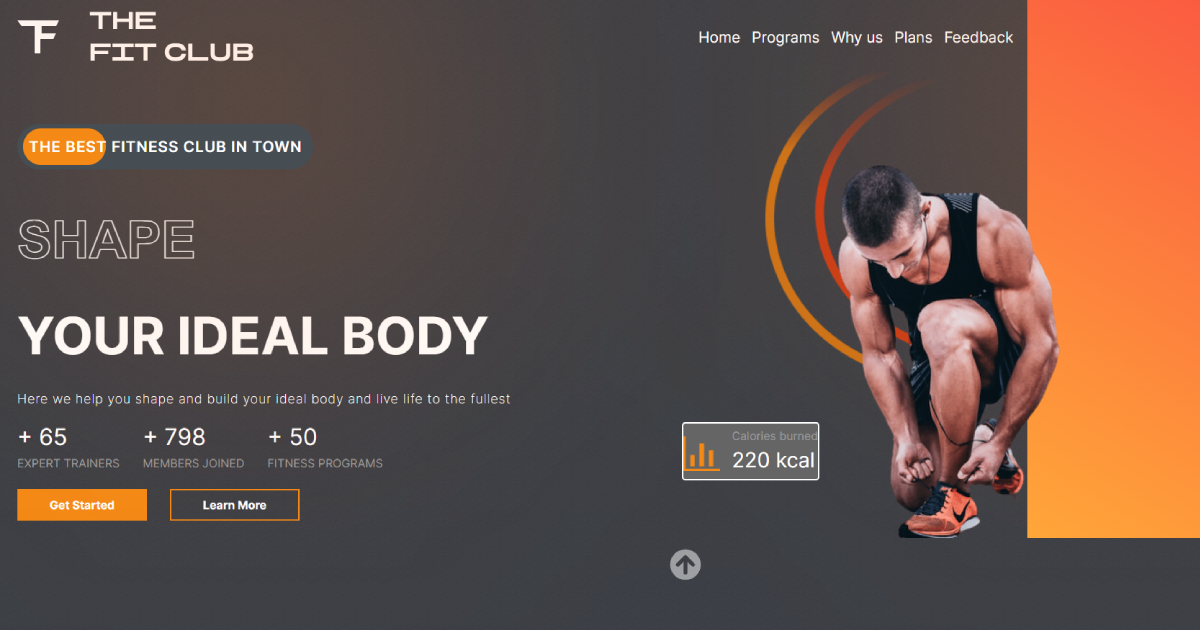 THE
FIT CLUB
Home Programs Why us Plans Feedback
THE BEST FITNESS CLUB IN TOWN
SHAPE
YOUR IDEAL BODY
Here we help you shape and build your ideal body and live life to the fullest
+ 65 + 798 + 50
EXPERT TRAINERS MEMBERS JOINED FITNESS PROGRAMS
Get Started Learn More
Calories burned
220 kcal